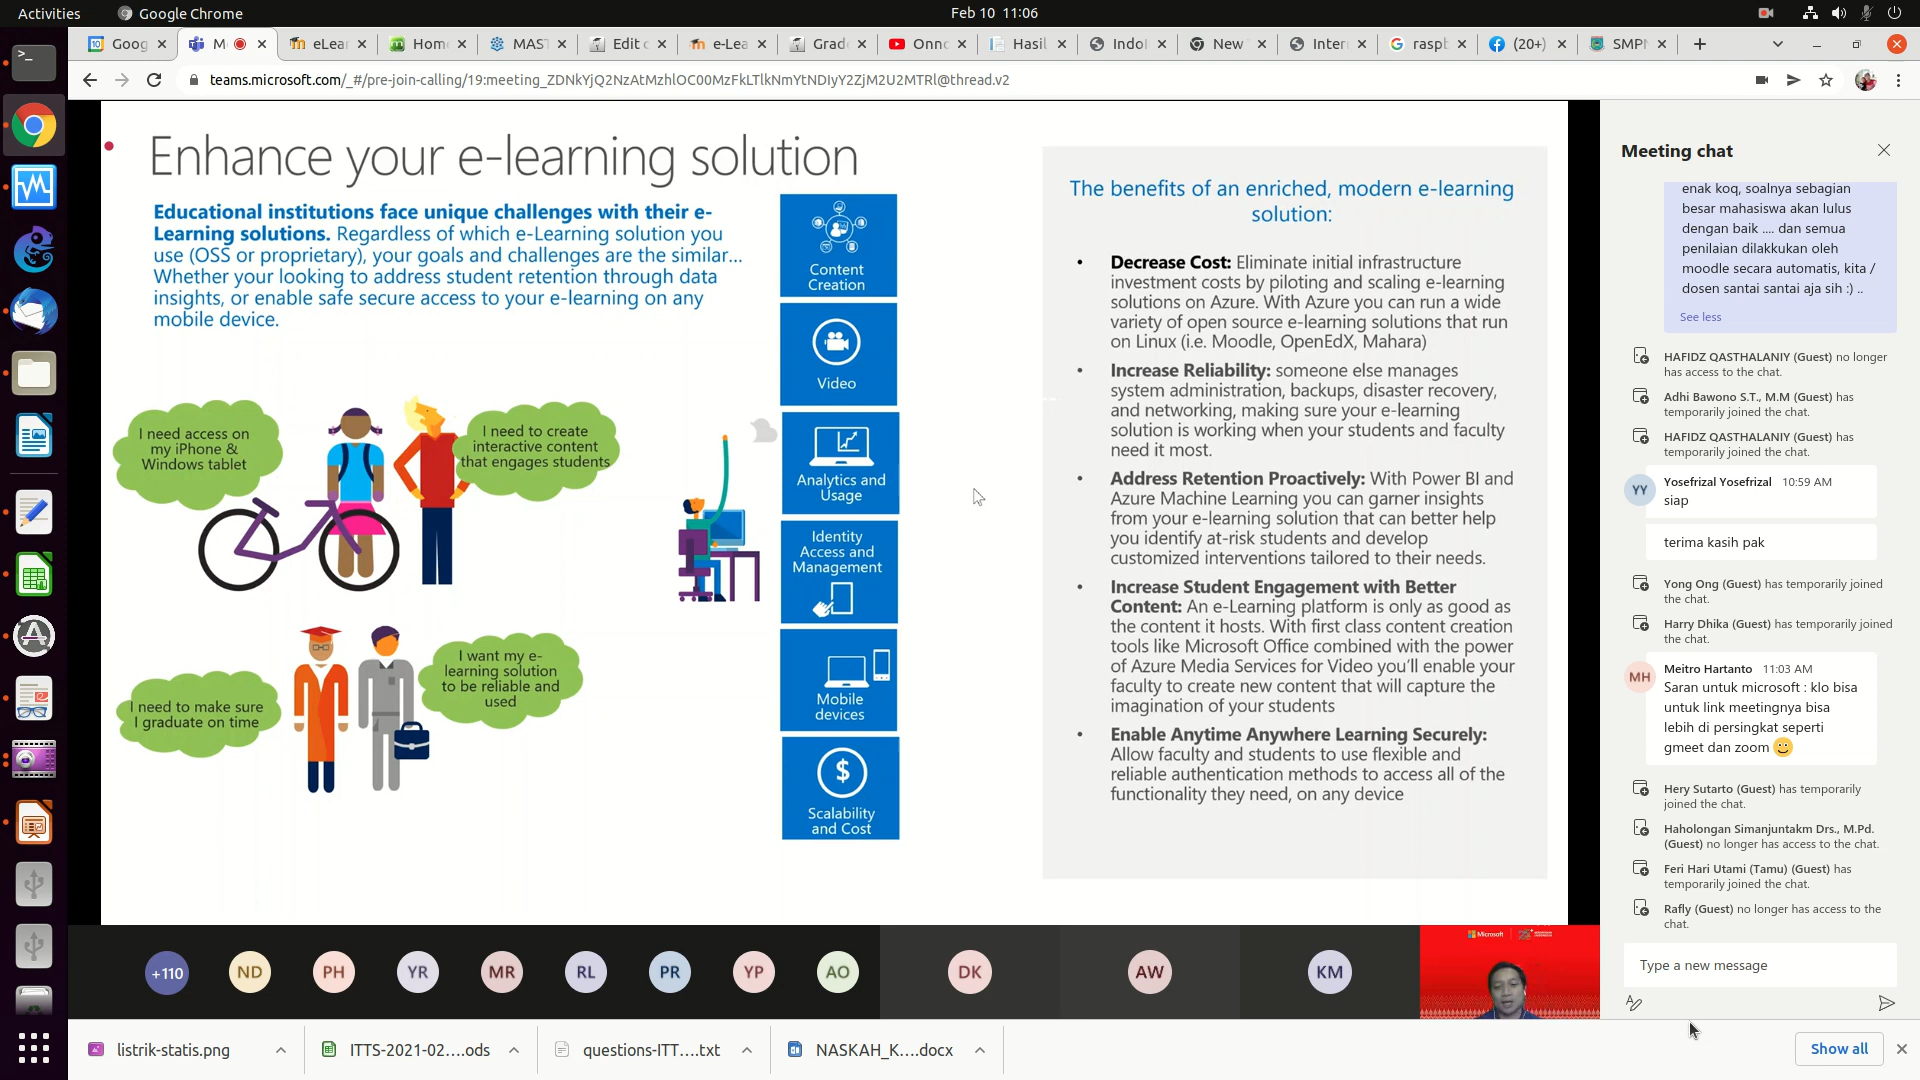 Activities
Google Chrome
Feb 10 11:06
Goog
M
eLear
Home
MAS
Edit c
e-Lea
Grade
Onno
Hasil
Indo
New
Inter
raspb
(20+)
SMPN
teams.microsoft.com/_#/pre-join-calling/19:meeting_ZDNkYjQ2NzAtMzhlOC00MzFkLTlkNmYtNDIyY2ZjM2U2MTRl@thread.v2
Enhance your e-learning solution
Educational institutions face unique challenges with their e-
Learning solutions. Regardless of which e-Learning solution you
use (OSS or proprietary), your goals and challenges are the similar...
Whether your looking to address student retention through data
insights, or enable safe secure access to your e-learning on any
mobile device.
I need access on
my iPhone &
Windows tablet
I need to create
interactive content
that engages students
I need to make sure
I graduate on time
I want my e-
learning solution
to be reliable and
used
Content
Creation
Video
Analytics and
Usage
Identity
Access and
Management
Mobile
devices
$
Scalability
and Cost
The benefits of an enriched, modern e-learning
solution:
• Decrease Cost: Eliminate initial infrastructure
investment costs by piloting and scaling e-learning
solutions on Azure. With Azure you can run a wide
variety of open source e-learning solutions that run
on Linux (i.e. Moodle, OpenEdX, Mahara)
• Increase Reliability: someone else manages
system administration, backups, disaster recovery,
and networking, making sure your e-learning
solution is working when your students and faculty
need it most.
• Address Retention Proactively: With Power BI and
Azure Machine Learning you can garner insights
from your e-learning solution that can better help
you identify at-risk students and develop
customized interventions tailored to their needs.
• Increase Student Engagement with Better
Content: An e-Learning platform is only as good as
the content it hosts. With first class content creation
tools like Microsoft Office combined with the power
of Azure Media Services for Video you'll enable your
faculty to create new content that will capture the
imagination of your students
• Enable Anytime Anywhere Learning Securely:
Allow faculty and students to use flexible and
reliable authentication methods to access all of the
functionality they need, on any device
Meeting chat
enak koq, soalnya sebagian
besar mahasiswa akan lulus
dengan baik .... dan semua
penilaian dilakkukan oleh
moodle secara automatis, kita /
dosen santai santai aja sih :) ..
See less
HAFIDZ QASTHALANIY (Guest) no longer
has access to the chat.
Adhi Bawono S.T., M.M (Guest) has
temporarily joined the chat.
HAFIDZ QASTHALANIY (Guest) has
temporarily joined the chat.
YY
Yosefrizal Yosefrizal 10:59 AM
siap
terima kasih pak
Yong Ong (Guest) has temporarily joined
the chat.
Harry Dhika (Guest) has temporarily joined
the chat.
MH
Meitro Hartanto 11:03 AM
Saran untuk microsoft : klo bisa
untuk link meetingnya bisa
lebih di persingkat seperti
gmeet dan zoom 🙂
Hery Sutarto (Guest) has temporarily
joined the chat.
Haholongan Simanjuntakm Drs., M.Pd.
(Guest) no longer has access to the chat.
Feri Hari Utami (Tamu) (Guest) has
temporarily joined the chat.
Rafly (Guest) no longer has access to the
chat.
Type a new message
+110
ND
PH
YR
MR
RL
PR
YP
AO
DK
AW
KM
Microsoft
listrik-statis.png
ITTS-2021-02....ods
questions-ITT....txt
NASKAH_K....docx
Show all